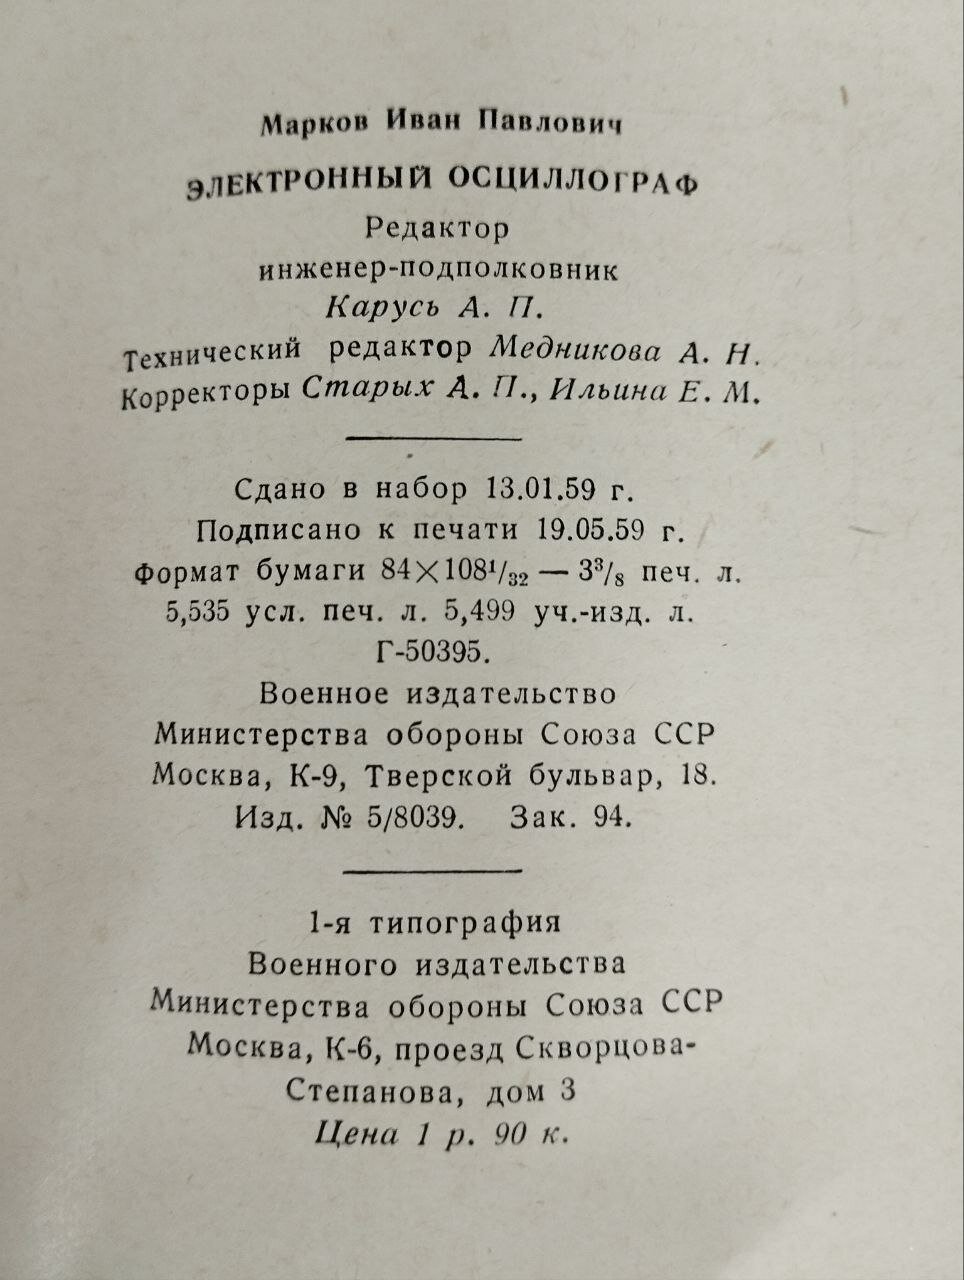 Марков Иван Павлович
ЭЛЕКТРОННЫЙ ОСЦИЛЛОГРАФ
Редактор
инженер-подполковник
Карусь А. П.
Технический редактор Медникова А. Н.
Корректоры Старых А. П., Ильина Е. М.
Сдано в набор 13.01.59 г.
Подписано к печати 19.05.59 г.
Формат бумаги 84×108¹/₃₂ — 3³/₈ печ. л.
5,535 усл. печ. л. 5,499 уч.-изд. л.
Г-50395.
Военное издательство
Министерства обороны Союза ССР
Москва, К-9, Тверской бульвар, 18.
Изд. № 5/8039. Зак. 94.
1-я типография
Военного издательства
Министерства обороны Союза ССР
Москва, К-6, проезд Скворцова-
Степанова, дом 3
Цена 1 р. 90 к.